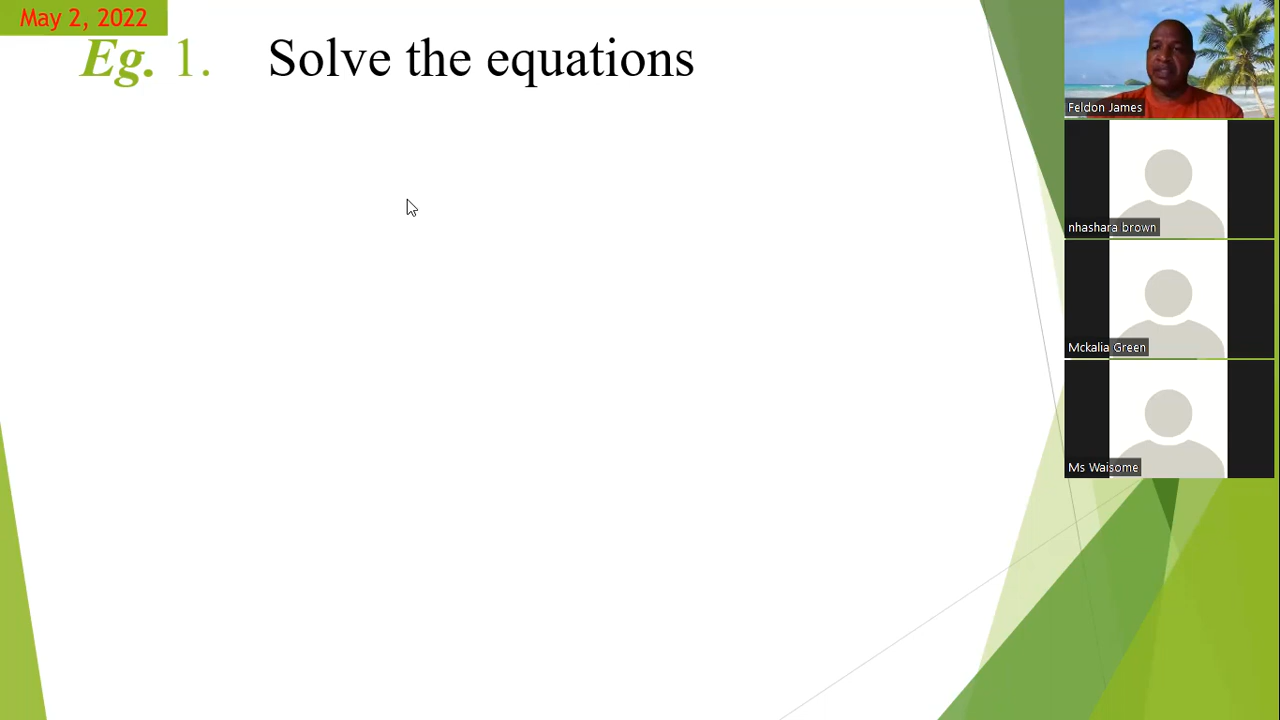 May 2, 2022
Eg. 1. Solve the equations
Feldon James
nhashara brown
Mckalia Green
Ms Waisome